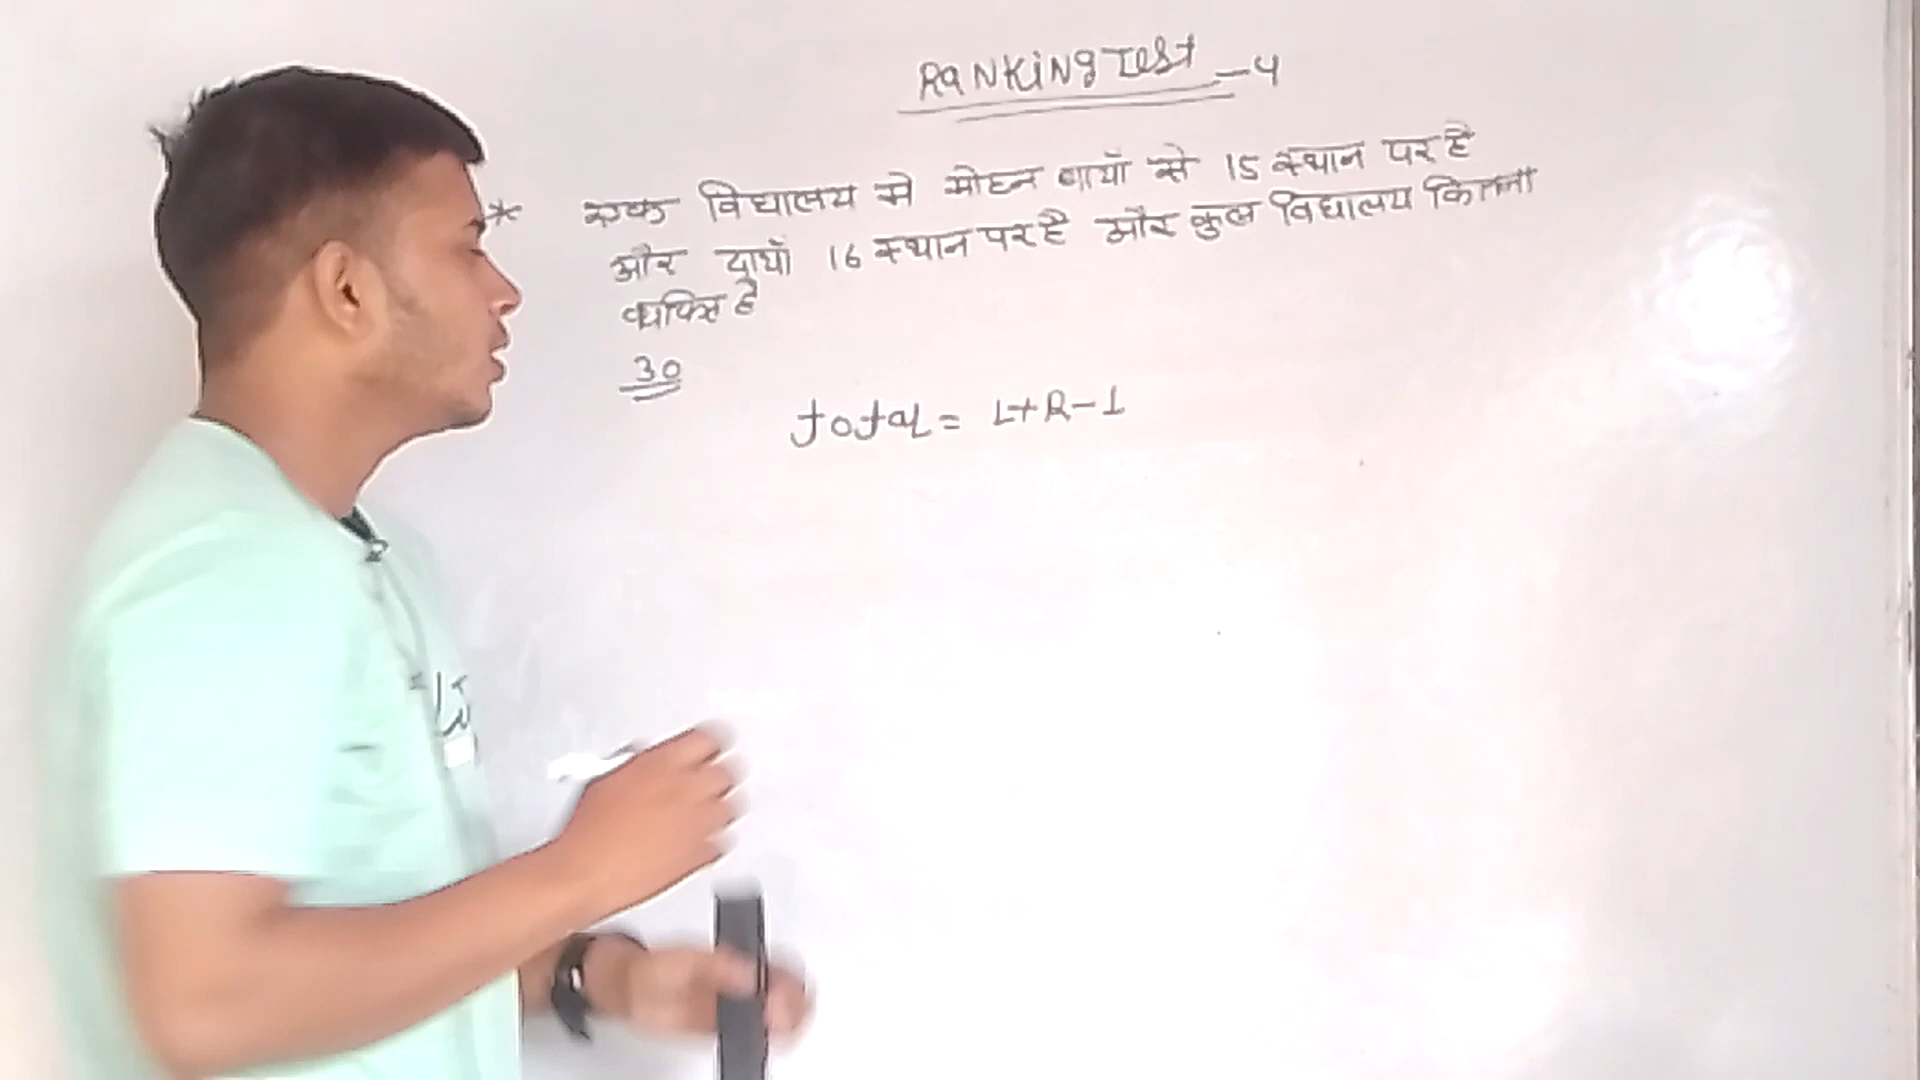 Ranking Test - 4
* एक विद्यालय मे मोहन बायाँ से 15 स्थान पर है
और दायाँ 16 स्थान पर है और कुल विद्यालय कितना
व्यक्ति है
30
total = L+R-1